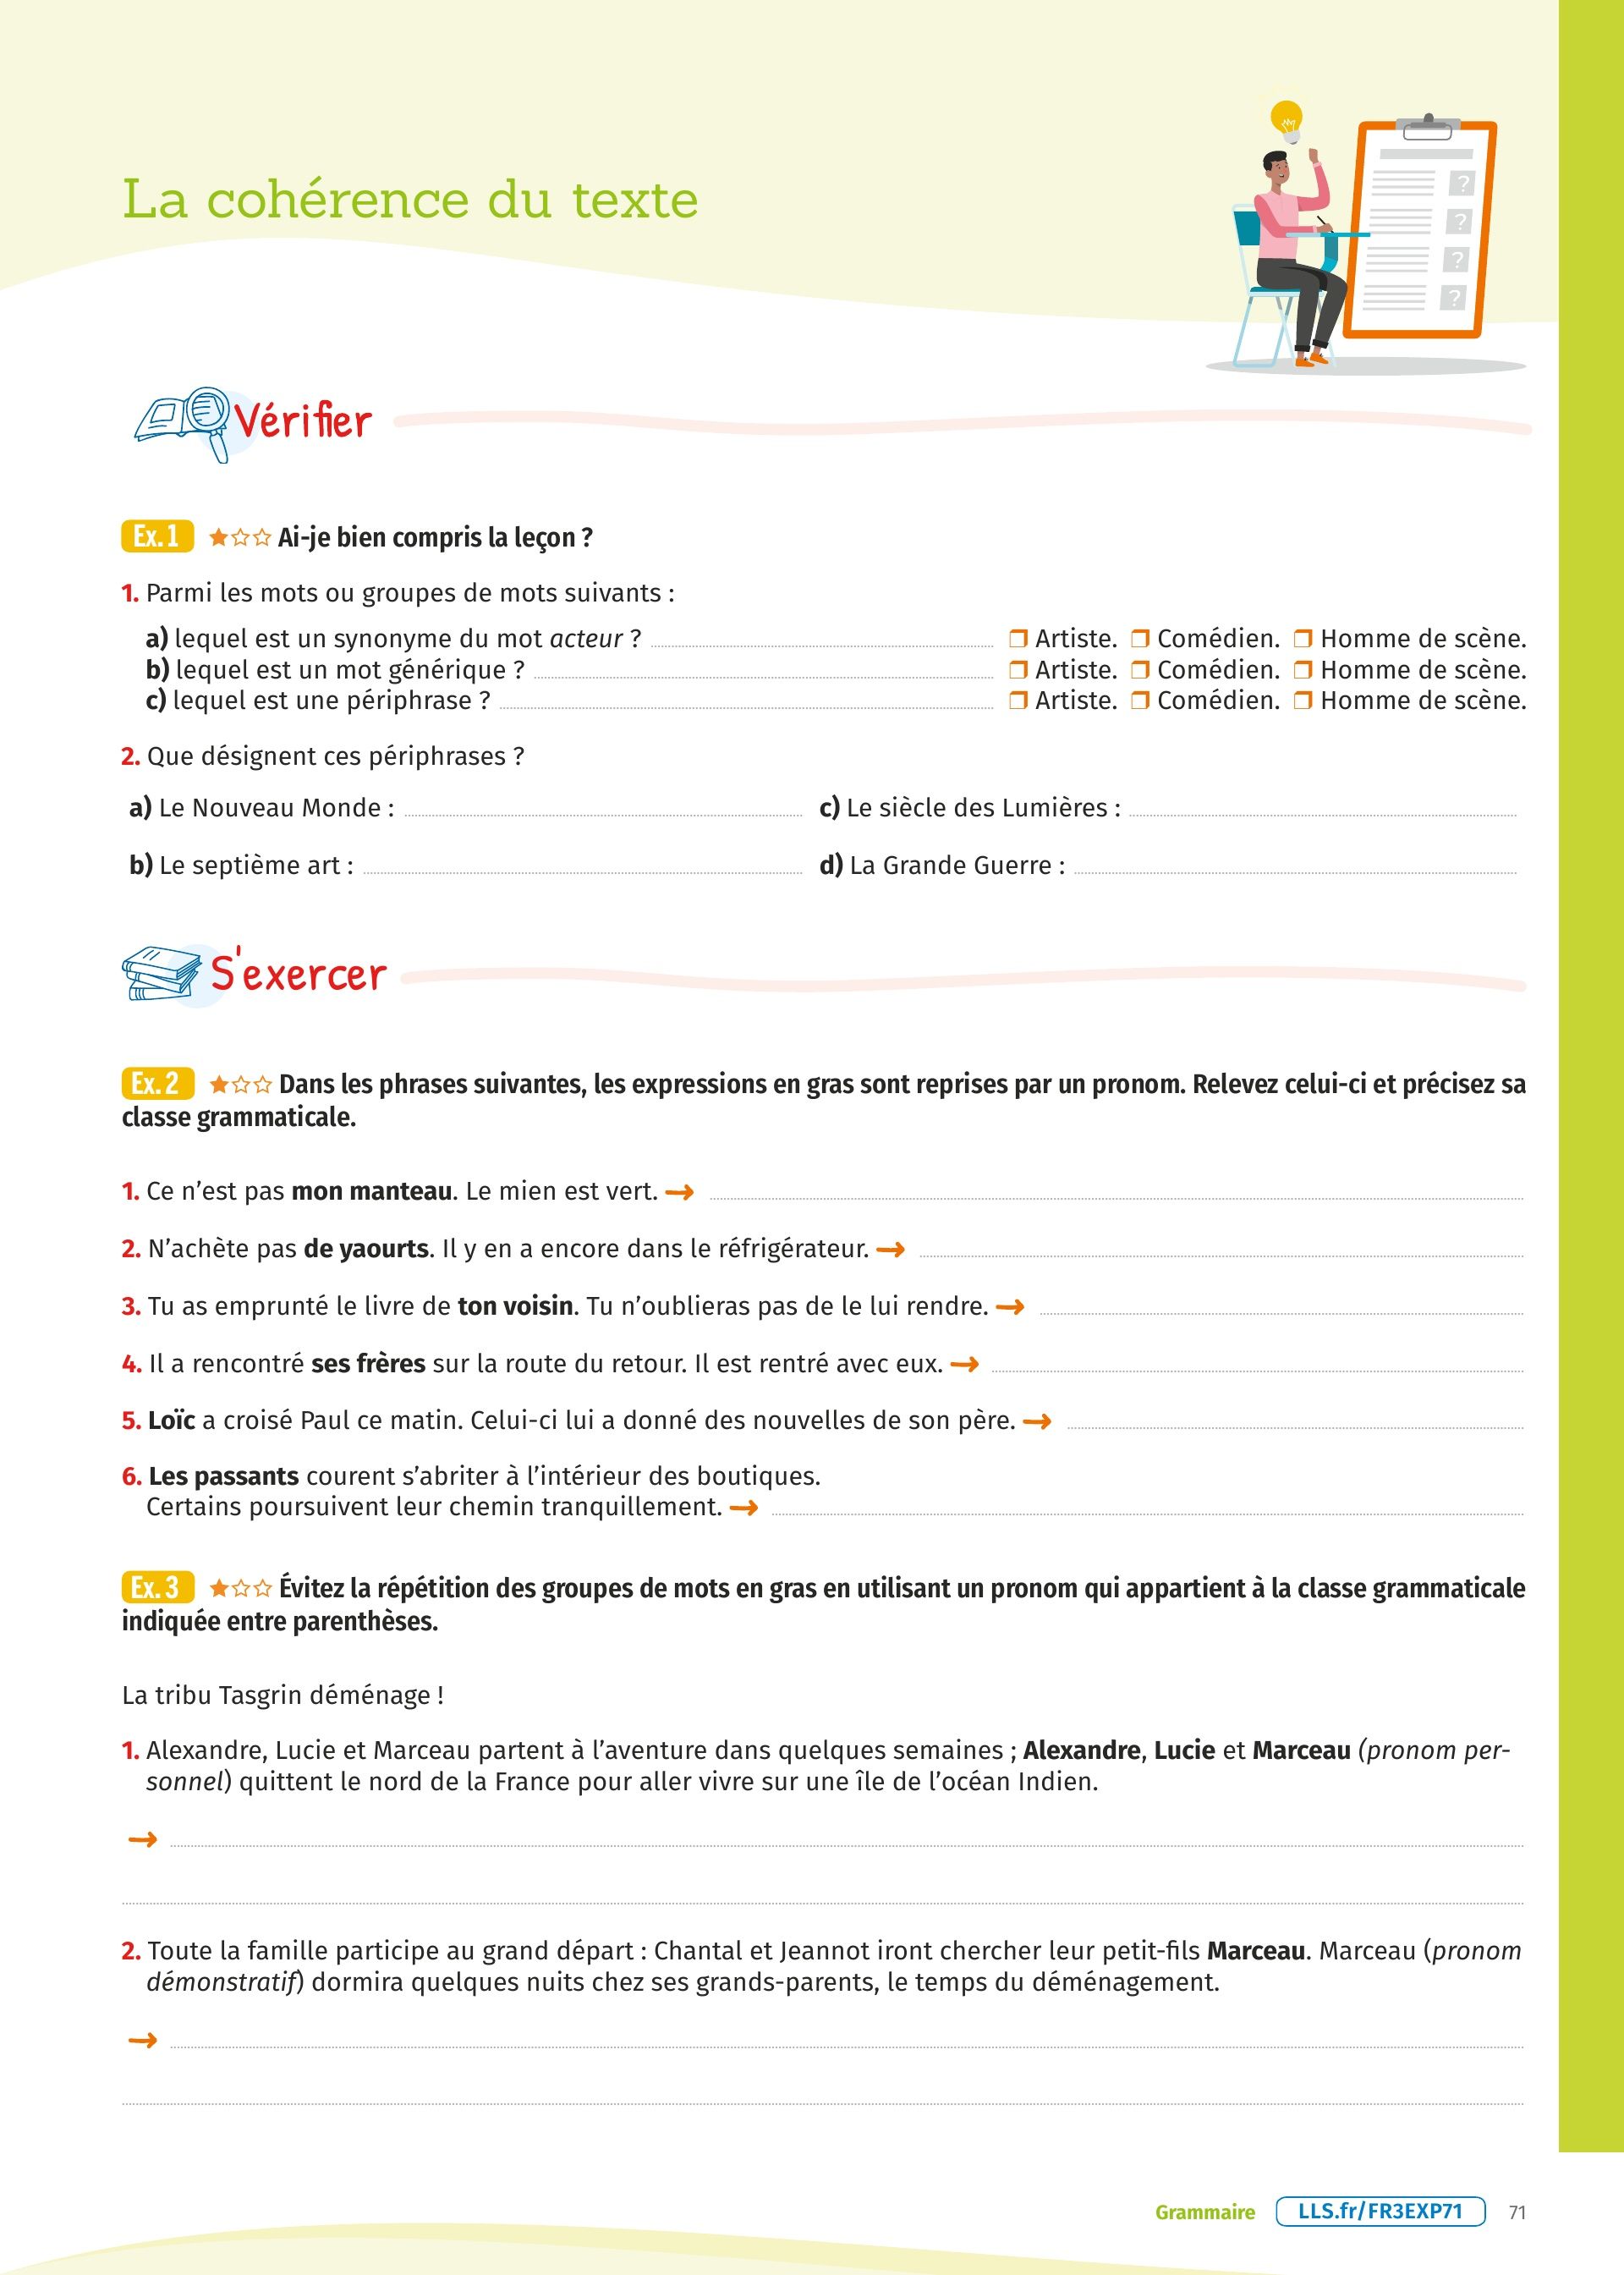 La cohérence du texte
?
?
?
?
Vérifier
Ex. 1 ★☆☆ Ai-je bien compris la leçon ?
1. Parmi les mots ou groupes de mots suivants :
a) lequel est un synonyme du mot acteur ? ❒ Artiste. ❒ Comédien. ❒ Homme de scène.
b) lequel est un mot générique ? ❒ Artiste. ❒ Comédien. ❒ Homme de scène.
c) lequel est une périphrase ? ❒ Artiste. ❒ Comédien. ❒ Homme de scène.
2. Que désignent ces périphrases ?
a) Le Nouveau Monde : c) Le siècle des Lumières :
b) Le septième art : d) La Grande Guerre :
S'exercer
Ex. 2 ★☆☆ Dans les phrases suivantes, les expressions en gras sont reprises par un pronom. Relevez celui-ci et précisez sa
classe grammaticale.
1. Ce n’est pas mon manteau. Le mien est vert. →
2. N’achète pas de yaourts. Il y en a encore dans le réfrigérateur. →
3. Tu as emprunté le livre de ton voisin. Tu n’oublieras pas de le lui rendre. →
4. Il a rencontré ses frères sur la route du retour. Il est rentré avec eux. →
5. Loïc a croisé Paul ce matin. Celui-ci lui a donné des nouvelles de son père. →
6. Les passants courent s’abriter à l’intérieur des boutiques.
Certains poursuivent leur chemin tranquillement. →
Ex. 3 ★☆☆ Évitez la répétition des groupes de mots en gras en utilisant un pronom qui appartient à la classe grammaticale
indiquée entre parenthèses.
La tribu Tasgrin déménage !
1. Alexandre, Lucie et Marceau partent à l’aventure dans quelques semaines ; Alexandre, Lucie et Marceau (pronom per-
sonnel) quittent le nord de la France pour aller vivre sur une île de l’océan Indien.
→
2. Toute la famille participe au grand départ : Chantal et Jeannot iront chercher leur petit-fils Marceau. Marceau (pronom
démonstratif) dormira quelques nuits chez ses grands-parents, le temps du déménagement.
→
Grammaire LLS.fr/FR3EXP71 71